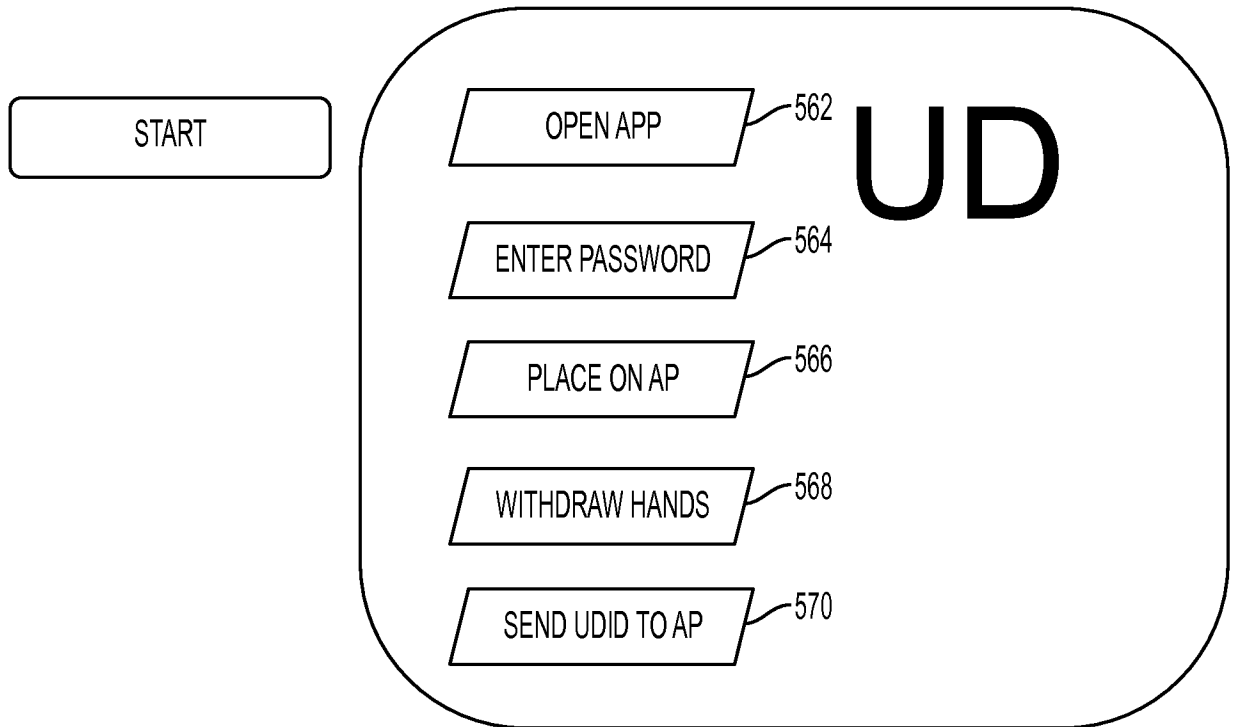 START
OPEN APP
562
UD
ENTER PASSWORD
564
PLACE ON AP
566
WITHDRAW HANDS
568
SEND UDID TO AP
570